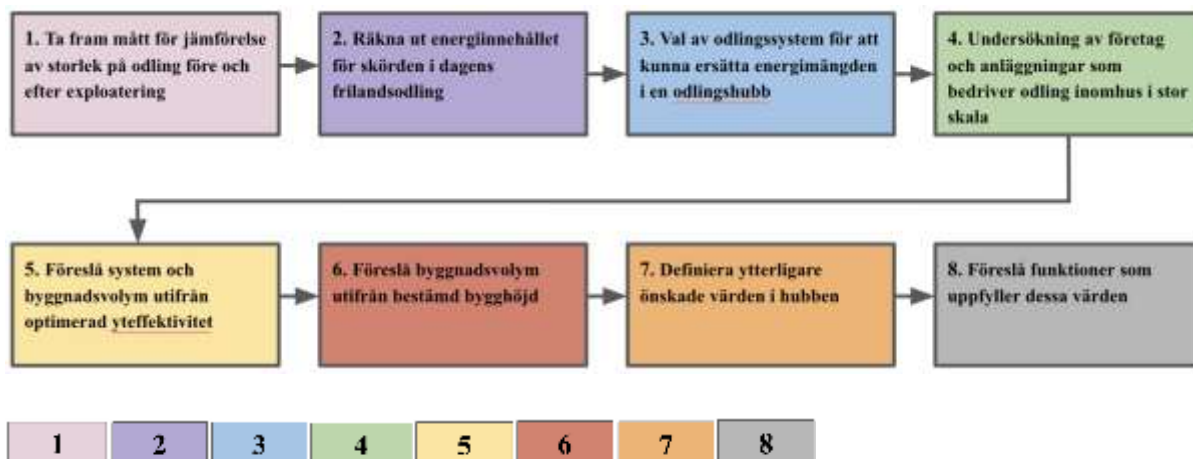 1. Ta fram mått för jämförelse
av storlek på odling före och
efter exploatering
2. Räkna ut energiinnehållet
för skörden i dagens
frilandsodling
3. Val av odlingssystem för att
kunna ersätta energimängden
i en odlingshubb
4. Undersökning av företag
och anläggningar som
bedriver odling inomhus i stor
skala
5. Föreslå system och
byggnadsvolym utifrån
optimerad yteffektivitet
6. Föreslå byggnadsvolym
utifrån bestämd bygghöjd
7. Definiera ytterligare
önskade värden i hubben
8. Föreslå funktioner som
uppfyller dessa värden
1 2 3 4 5 6 7 8